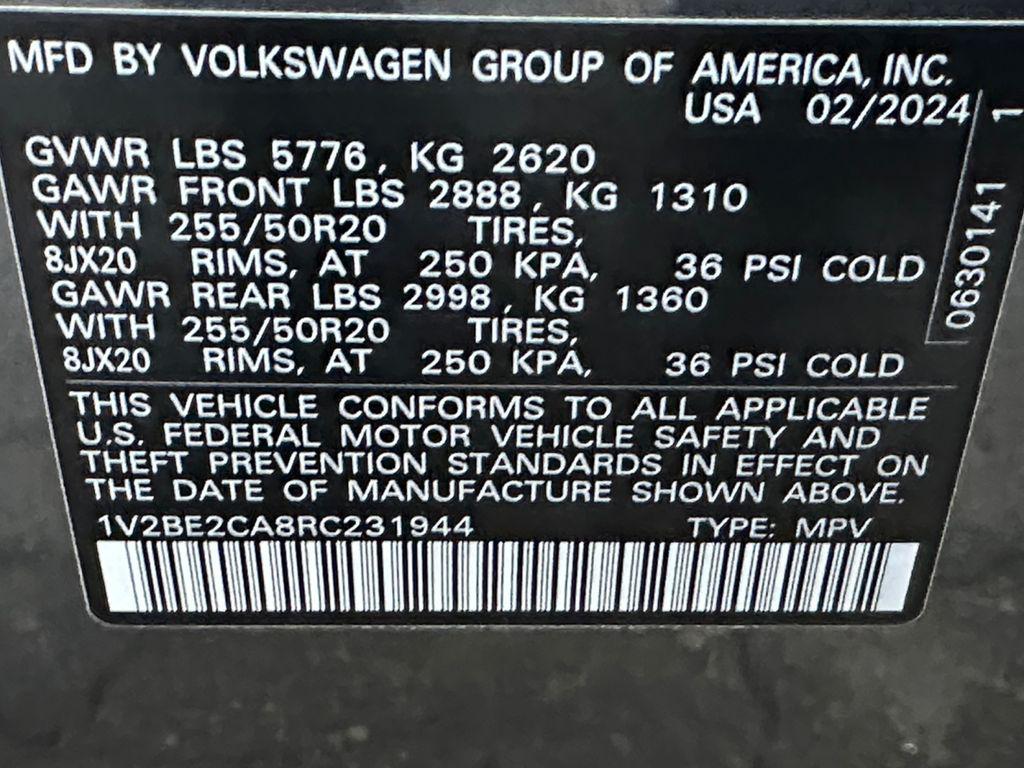 MFD BY VOLKSWAGEN GROUP OF AMERICA, INC.
USA 02/2024
GVWR LBS 5776, KG 2620
GAWR FRONT LBS 2888, KG 1310
WITH 255/50R20 TIRES,
8JX20 RIMS, AT 250 KPA, 36 PSI COLD
GAWR REAR LBS 2998, KG 1360
WITH 255/50R20 TIRES,
8JX20 RIMS, AT 250 KPA, 36 PSI COLD
THIS VEHICLE CONFORMS TO ALL APPLICABLE
U.S. FEDERAL MOTOR VEHICLE SAFETY AND
THEFT PREVENTION STANDARDS IN EFFECT ON
THE DATE OF MANUFACTURE SHOWN ABOVE.
1V2BE2CA8RC231944 TYPE: MPV
0630141 1